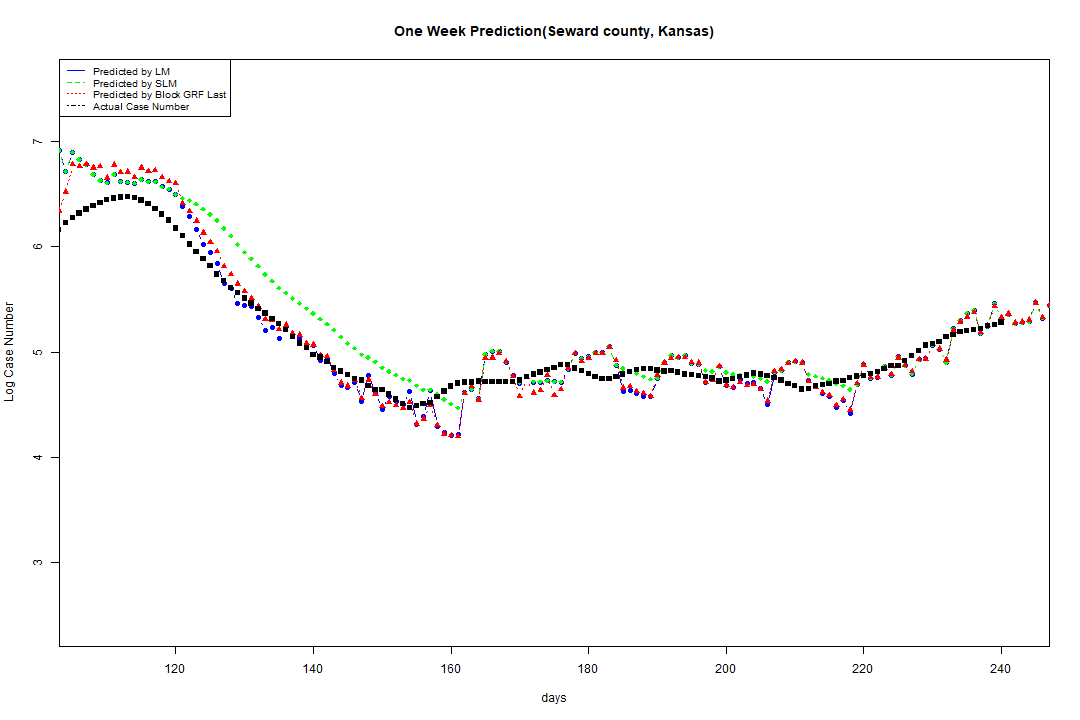 One Week Prediction(Seward county, Kansas)
Predicted by LM
Predicted by SLM
Predicted by Block GRF Last
Actual Case Number
7
6
5
4
3
Log Case Number
120 140 160 180 200 220 240
days